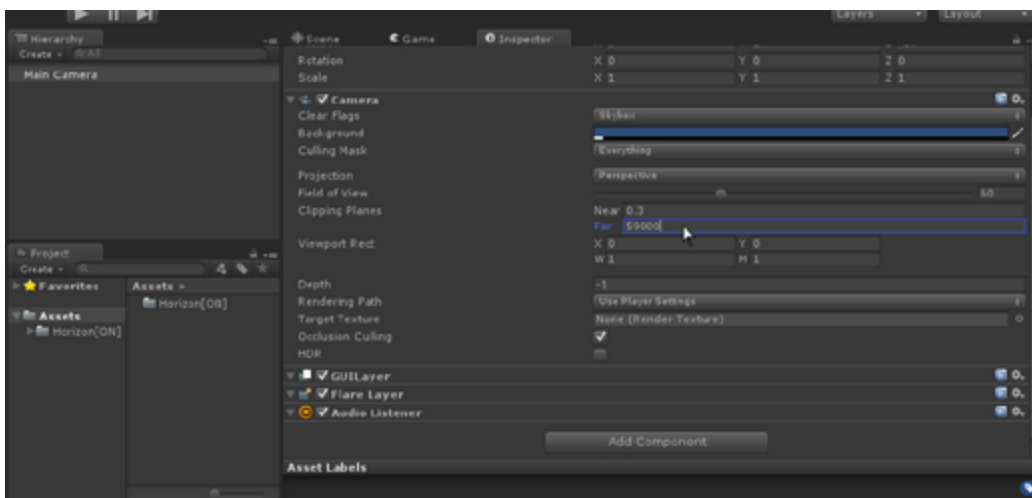 Layers Layout
Hierarchy
Create
Main Camera
Scene Game Inspector
Rotation X 0 Y 0 Z 0
Scale X 1 Y 1 Z 1
Camera
Clear Flags Skybox
Background
Culling Mask Everything
Projection Perspective
Field of View 60
Clipping Planes Near 0.3
Far 59000
Viewport Rect X 0 Y 0
W 1 H 1
Depth -1
Rendering Path Use Player Settings
Target Texture None (Render Texture)
Occlusion Culling
HDR
GUILayer
Flare Layer
Audio Listener
Add Component
Asset Labels
Project
Create
Favorites
Assets
Horizon[ON]
Assets
Horizon[ON]